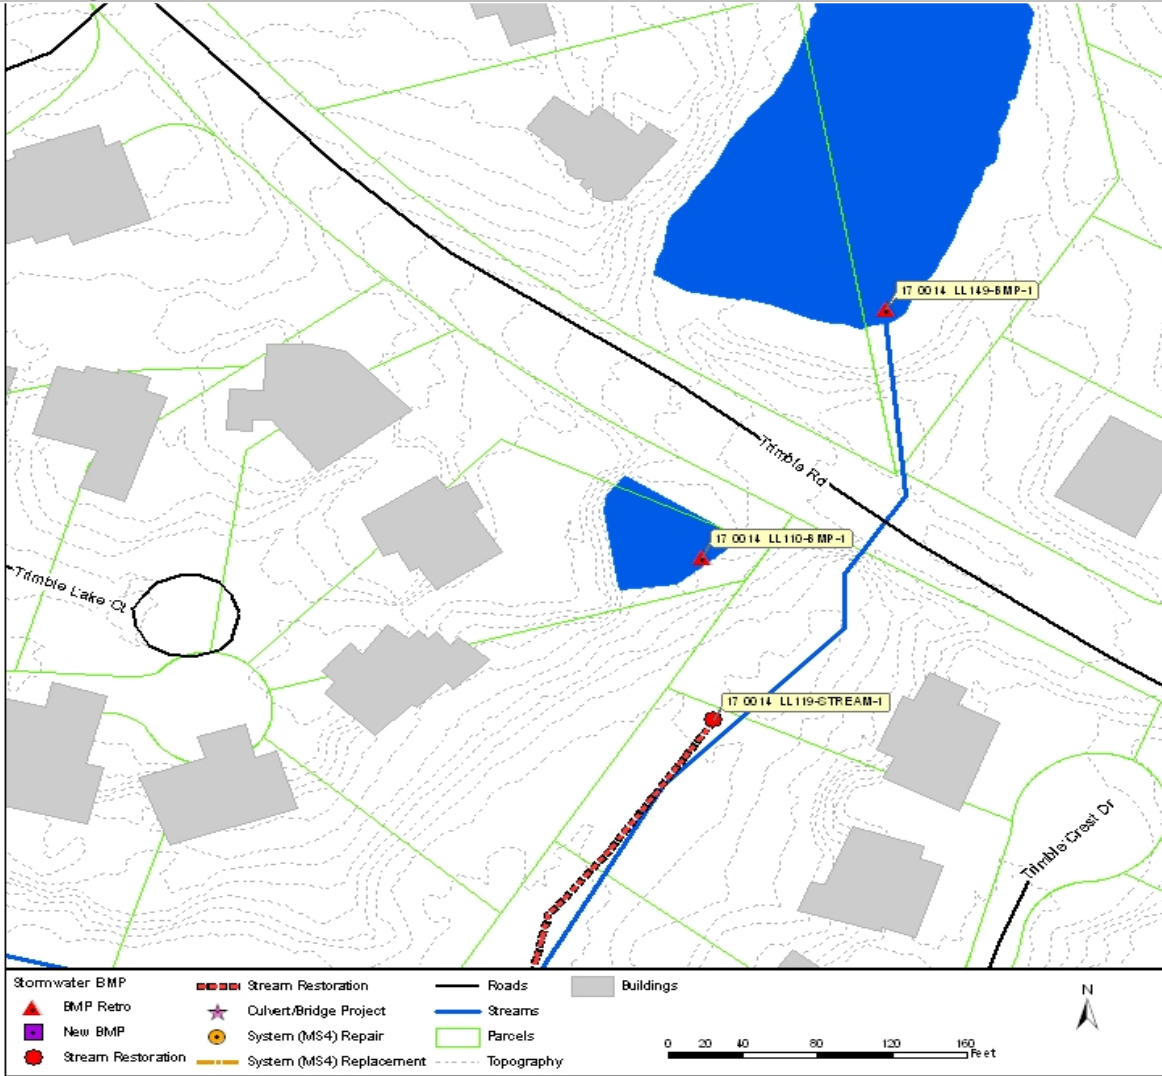 17 0014 LL149-BMP-1
Trimble Rd
17 0014 LL110-BMP-1
Trimble Lake Ct
17 0014 LL119-STREAM-1
Trimble Crest Dr
Stormwater BMP
BMP Retro
New BMP
Stream Restoration
Stream Restoration
Culvert/Bridge Project
System (MS4) Repair
System (MS4) Replacement
Roads
Streams
Parcels
Topography
Buildings
N
0 20 40 80 120 160
Feet